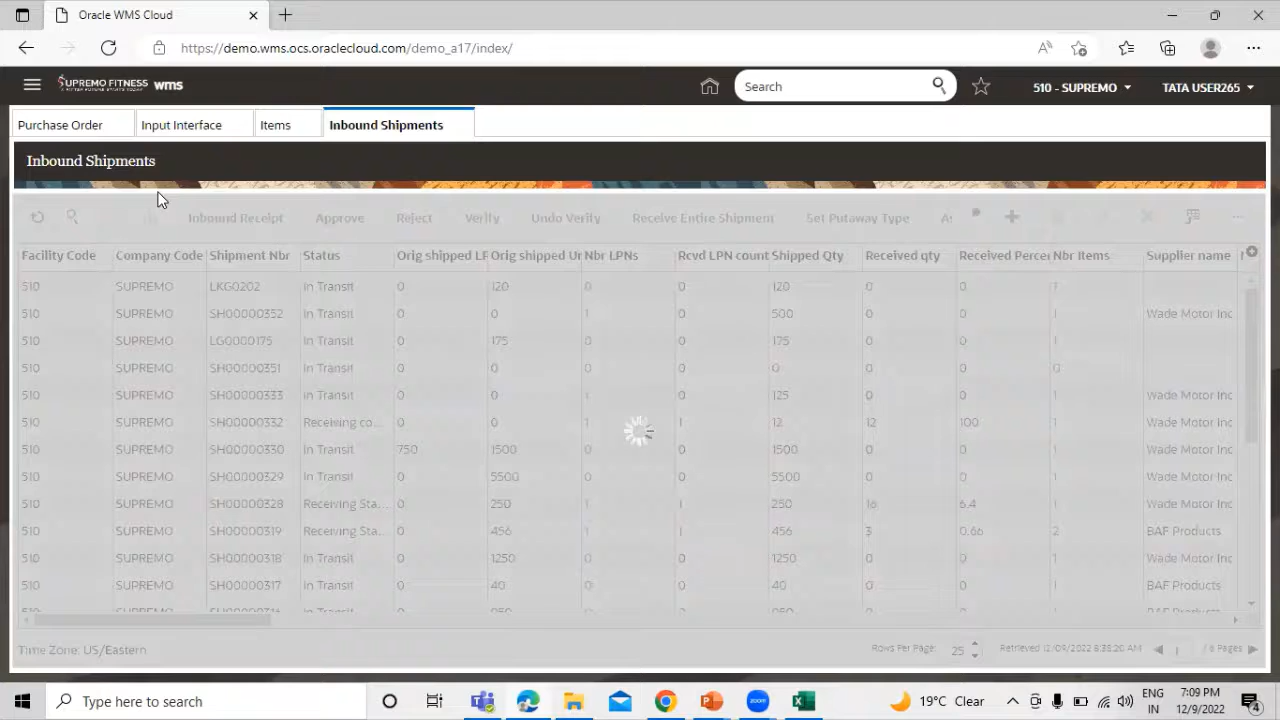 Oracle WMS Cloud
https://demo.wms.ocs.oraclecloud.com/demo_a17/index/
SUPREMO FITNESS wms Search 510 - SUPREMO TATA USER265
Purchase Order Input Interface Items Inbound Shipments
Inbound Shipments
Inbound Receipt Approve Reject Verify Undo Verify Receive Entire Shipment Set Putaway Type
Facility Code Company Code Shipment Nbr Status Orig shipped LP Orig shipped Un Nbr LPNs Rcvd LPN count Shipped Qty Received qty Received Percen Nbr Items Supplier name
510 SUPREMO LKG0202 In Transit 0 120 0 0 120 0 0 1
510 SUPREMO SH00000352 In Transit 0 0 1 0 500 0 0 1 Wade Motor Inc
510 SUPREMO LG0000175 In Transit 0 175 0 0 175 0 0 1
510 SUPREMO SH00000351 In Transit 0 0 1 0 0 0 0 0
510 SUPREMO SH00000333 In Transit 0 0 1 0 125 0 0 1 Wade Motor Inc
510 SUPREMO SH00000332 Receiving co... 0 0 1 1 12 12 100 1 Wade Motor Inc
510 SUPREMO SH00000330 In Transit 750 1500 0 0 1500 0 0 1 Wade Motor Inc
510 SUPREMO SH00000329 In Transit 0 5500 0 0 5500 0 0 1 Wade Motor Inc
510 SUPREMO SH00000328 Receiving Sta... 0 250 1 1 250 16 6.4 1 Wade Motor Inc
510 SUPREMO SH00000319 Receiving Sta... 0 456 1 1 456 3 0.66 2 BAF Products
510 SUPREMO SH00000318 In Transit 0 1250 0 0 1250 0 0 1 Wade Motor Inc
510 SUPREMO SH00000317 In Transit 0 40 0 0 40 0 0 1 BAF Products
Time Zone: US/Eastern Rows Per Page: 25 Retrieved 12/09/2022 8:38:20 AM 1
Type here to search 19°C Clear ENG IN 7:09 PM 12/9/2022 4